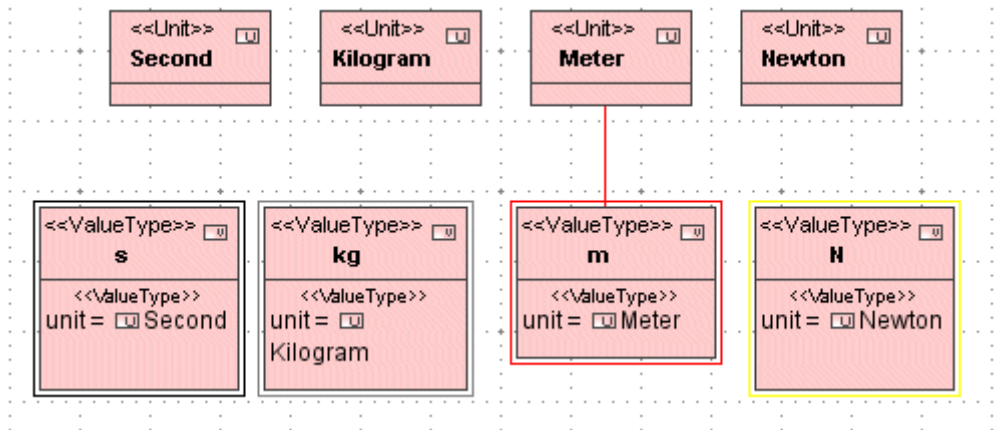 <<Unit>>
Second
<<Unit>>
Kilogram
<<Unit>>
Meter
<<Unit>>
Newton
<<ValueType>>
s
<<ValueType>>
unit = Second
<<ValueType>>
kg
<<ValueType>>
unit =
Kilogram
<<ValueType>>
m
<<ValueType>>
unit = Meter
<<ValueType>>
N
<<ValueType>>
unit = Newton